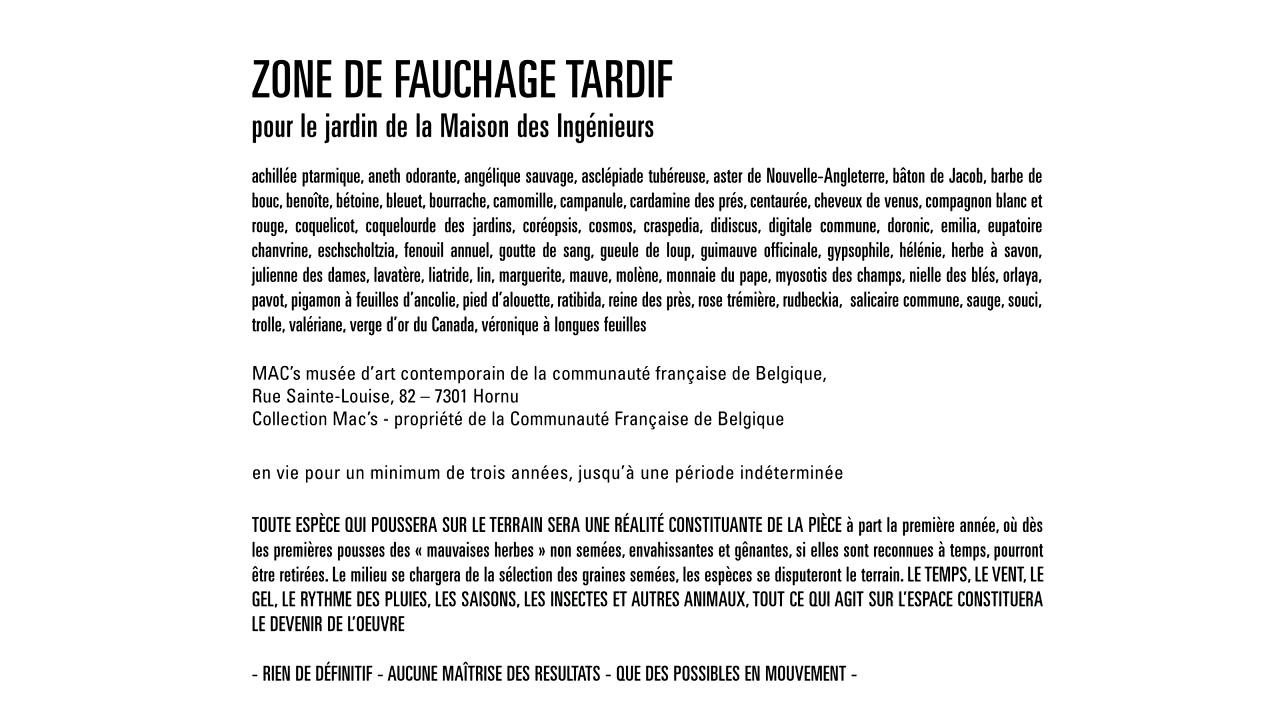 ZONE DE FAUCHAGE TARDIF
pour le jardin de la Maison des Ingénieurs
achillée ptarmique, aneth odorante, angélique sauvage, asclépiade tubéreuse, aster de Nouvelle-Angleterre, bâton de Jacob, barbe de
bouc, benoîte, bétoine, bleuet, bourrache, camomille, campanule, cardamine des prés, centaurée, cheveux de venus, compagnon blanc et
rouge, coquelicot, coquelourde des jardins, coréopsis, cosmos, craspedia, didiscus, digitale commune, doronic, emilia, eupatoire
chanvrine, eschscholtzia, fenouil annuel, goutte de sang, gueule de loup, guimauve officinale, gypsophile, hélénie, herbe à savon,
julienne des dames, lavatère, liatride, lin, marguerite, mauve, molène, monnaie du pape, myosotis des champs, nielle des blés, orlaya,
pavot, pigamon à feuilles d’ancolie, pied d’alouette, ratibida, reine des près, rose trémière, rudbeckia, salicaire commune, sauge, souci,
trolle, valériane, verge d’or du Canada, véronique à longues feuilles
MAC’s musée d’art contemporain de la communauté française de Belgique,
Rue Sainte-Louise, 82 – 7301 Hornu
Collection Mac’s - propriété de la Communauté Française de Belgique
en vie pour un minimum de trois années, jusqu’à une période indéterminée
TOUTE ESPÈCE QUI POUSSERA SUR LE TERRAIN SERA UNE RÉALITÉ CONSTITUANTE DE LA PIÈCE à part la première année, où dès
les premières pousses des « mauvaises herbes » non semées, envahissantes et gênantes, si elles sont reconnues à temps, pourront
être retirées. Le milieu se chargera de la sélection des graines semées, les espèces se disputeront le terrain. LE TEMPS, LE VENT, LE
GEL, LE RYTHME DES PLUIES, LES SAISONS, LES INSECTES ET AUTRES ANIMAUX, TOUT CE QUI AGIT SUR L’ESPACE CONSTITUERA
LE DEVENIR DE L’OEUVRE
- RIEN DE DÉFINITIF - AUCUNE MAÎTRISE DES RESULTATS - QUE DES POSSIBLES EN MOUVEMENT -